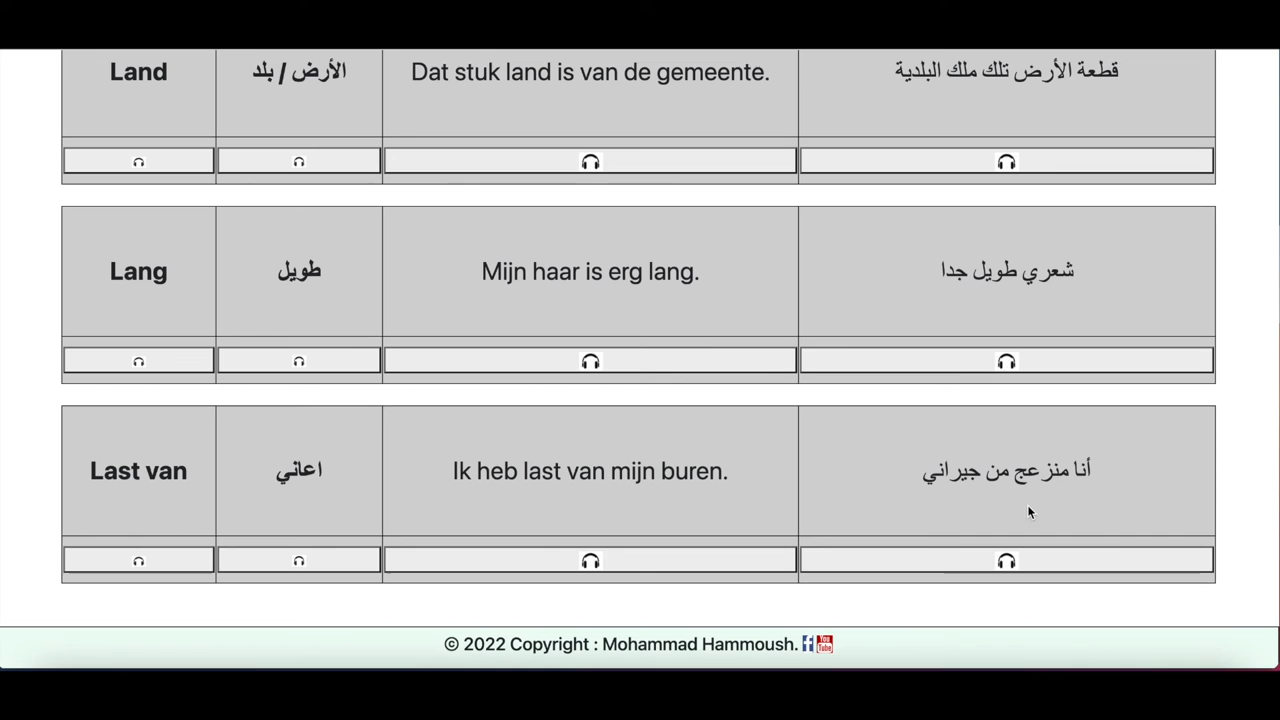 Land
الأرض / بلد
Dat stuk land is van de gemeente.
قطعة الأرض تلك ملك البلدية
Lang
طويل
Mijn haar is erg lang.
شعري طويل جدا
Last van
اعاني
Ik heb last van mijn buren.
أنا منزعج من جيراني
© 2022 Copyright : Mohammad Hammoush. f You Tube